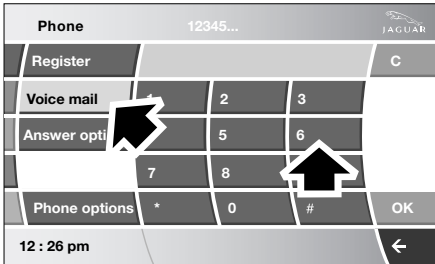 Phone 12345... JAGUAR
Register C
Voice mail 2 3
Answer opti 5 6
7 8
Phone options * 0 # OK
12 : 26 pm